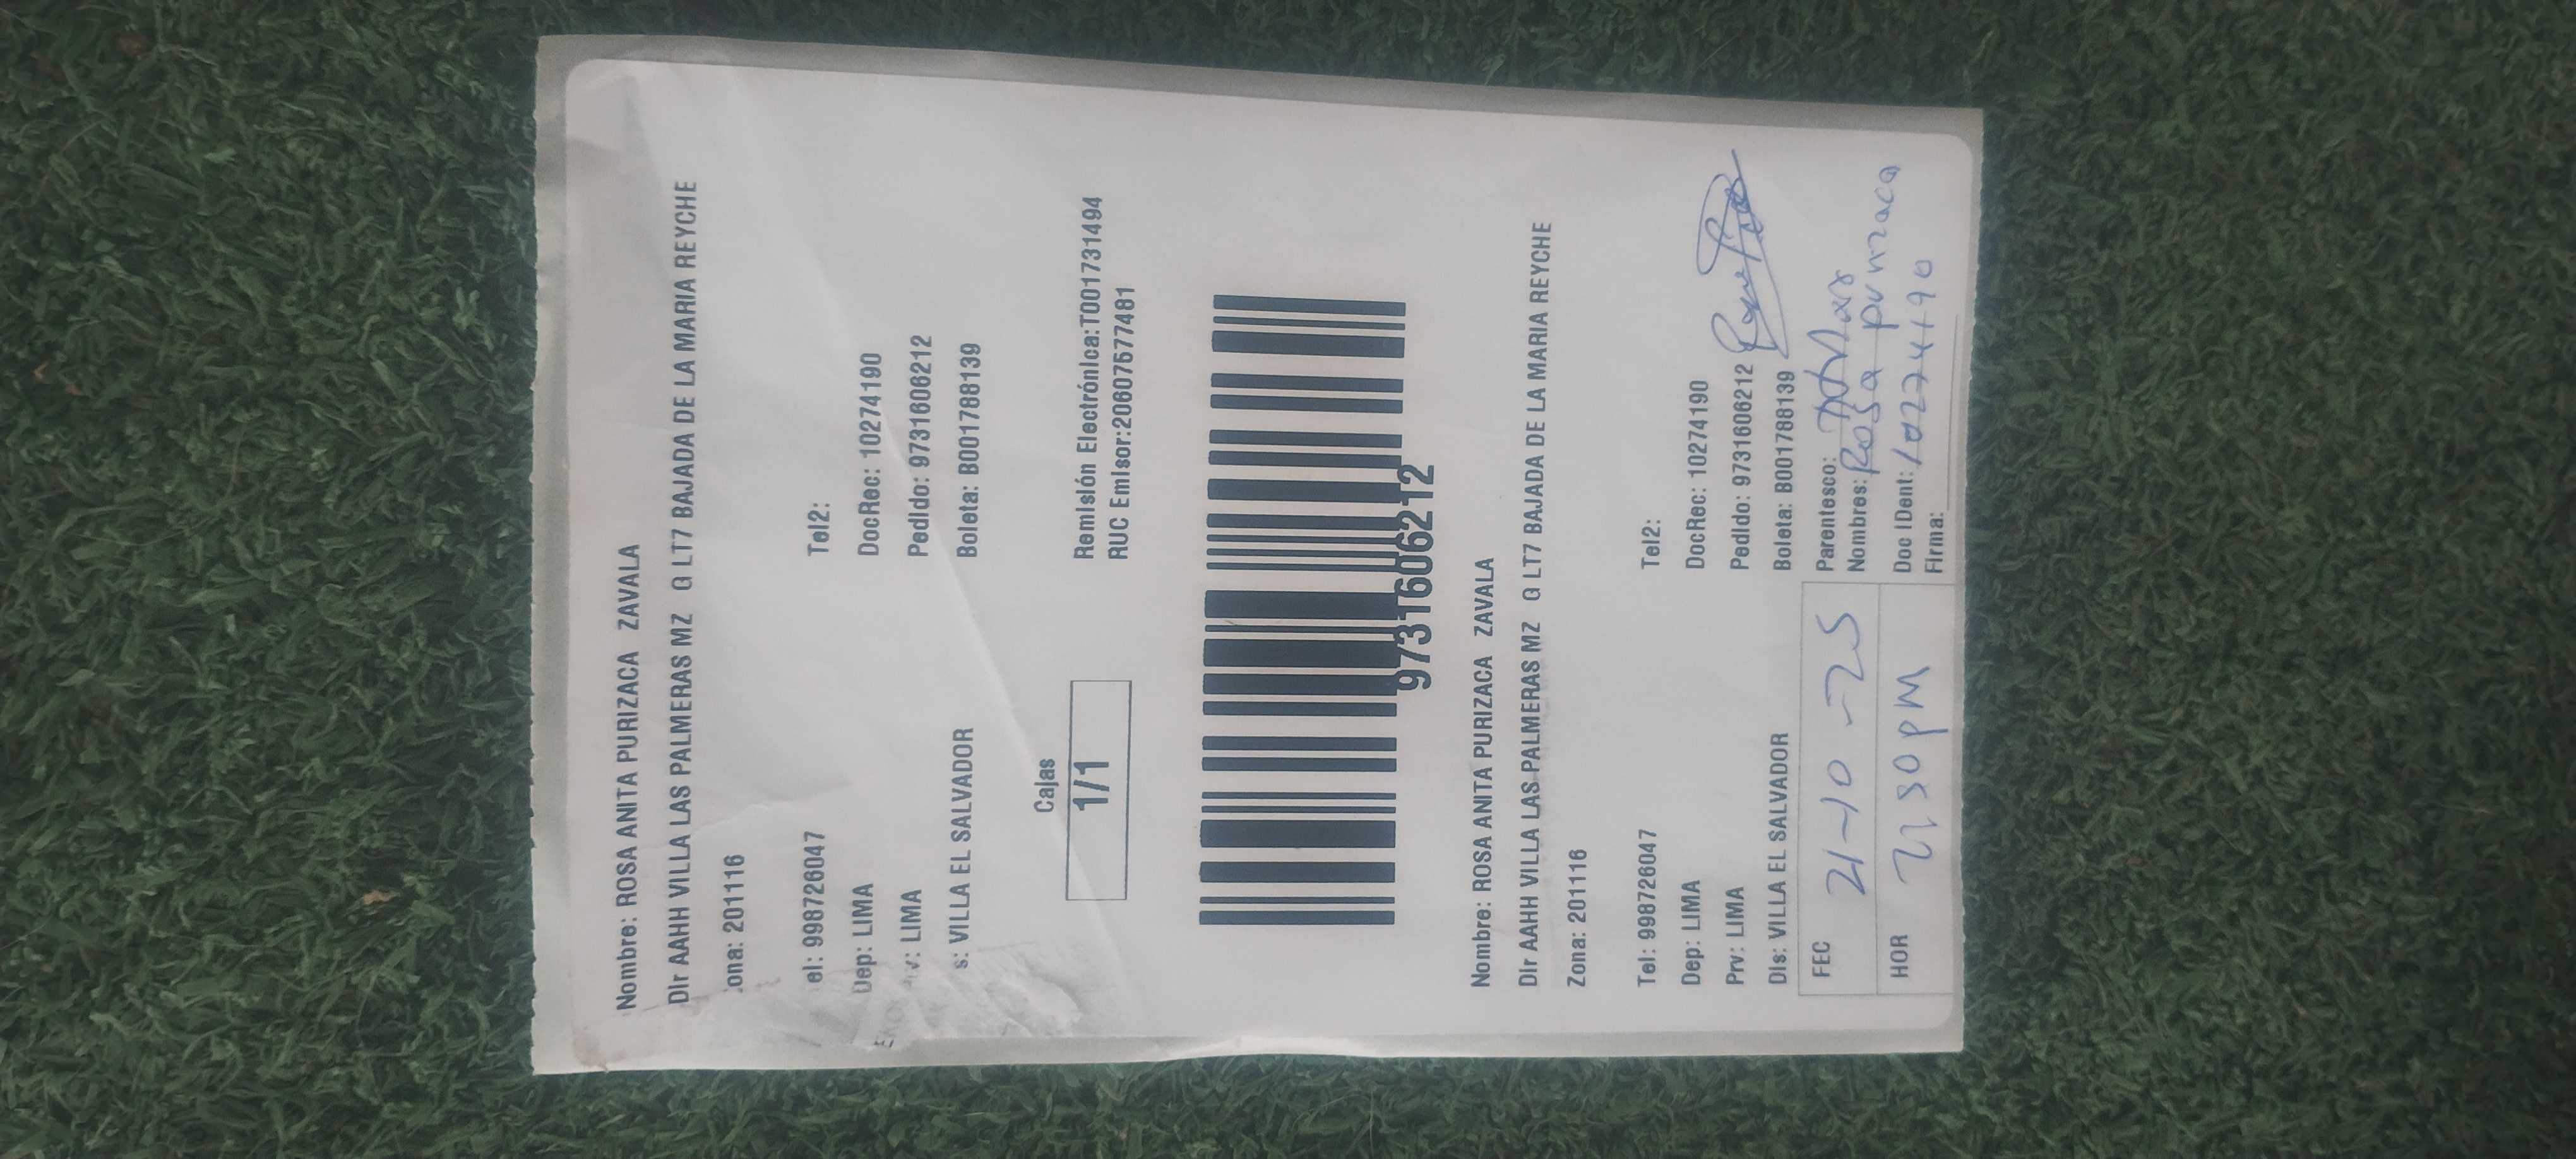 Nombre: ROSA ANITA PURIZACA ZAVALA
Dir AAHH VILLA LAS PALMERAS MZ G LT7 BAJADA DE LA MARIA REYCHE
ona: 201116
el: 998726047 Tel2:
Dep: LIMA DocRec: 10274190
v: LIMA Pedido: 9731606212
s: VILLA EL SALVADOR Boleta: B001788139
Cajas
1/1
Remisión Electrónica:T001731494
RUC Emisor:20607677481
9731606212
Nombre: ROSA ANITA PURIZACA ZAVALA
Dir AAHH VILLA LAS PALMERAS MZ G LT7 BAJADA DE LA MARIA REYCHE
Zona: 201116
Tel: 998726047 Tel2:
Dep: LIMA DocRec: 10274190
Prv: LIMA Pedido: 9731606212
Dis: VILLA EL SALVADOR Boleta: B001788139
FEC 21-10-25 Parentesco:
Nombres: Rosa purizaca
HOR Doc IDent: 10274190
Firma: